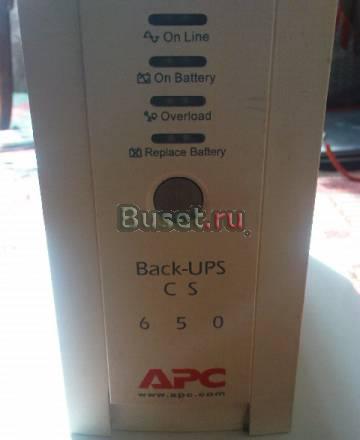 On Line
On Battery
Overload
Replace Battery
Buset.ru
Back-UPS
C S
6 5 0
APC
www.apc.com